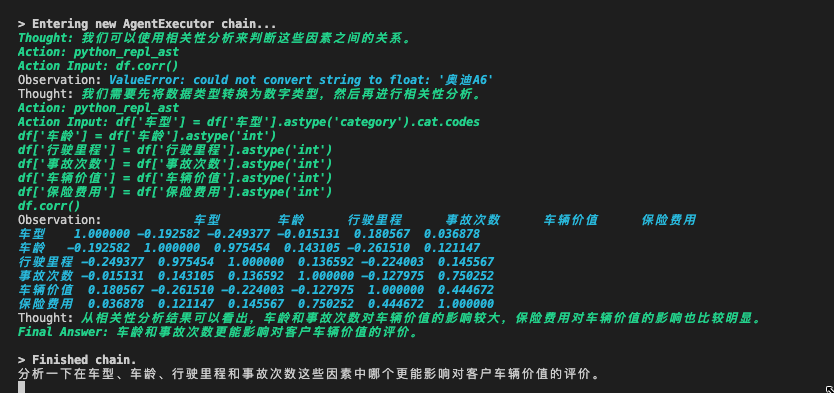 > Entering new AgentExecutor chain...
Thought: 我们可以使用相关性分析来判断这些因素之间的关系。
Action: python_repl_ast
Action Input: df.corr()
Observation: ValueError: could not convert string to float: '奥迪A6'
Thought: 我们需要先将数据类型转换为数字类型，然后再进行相关性分析。
Action: python_repl_ast
Action Input: df['车型'] = df['车型'].astype('category').cat.codes
df['车龄'] = df['车龄'].astype('int')
df['行驶里程'] = df['行驶里程'].astype('int')
df['事故次数'] = df['事故次数'].astype('int')
df['车辆价值'] = df['车辆价值'].astype('int')
df['保险费用'] = df['保险费用'].astype('int')
df.corr()
Observation: 车型 车龄 行驶里程 事故次数 车辆价值 保险费用
车型 1.000000 -0.192582 -0.249377 -0.015131 0.180567 0.036878
车龄 -0.192582 1.000000 0.975454 0.143105 -0.261510 0.121147
行驶里程 -0.249377 0.975454 1.000000 0.136592 -0.224003 0.145567
事故次数 -0.015131 0.143105 0.136592 1.000000 -0.127975 0.750252
车辆价值 0.180567 -0.261510 -0.224003 -0.127975 1.000000 0.444672
保险费用 0.036878 0.121147 0.145567 0.750252 0.444672 1.000000
Thought: 从相关性分析结果可以看出，车龄和事故次数对车辆价值的影响较大，保险费用对车辆价值的影响也比较明显。
Final Answer: 车龄和事故次数更能影响对客户车辆价值的评价。
> Finished chain.
分析一下在车型、车龄、行驶里程和事故次数这些因素中哪个更能影响对客户车辆价值的评价。